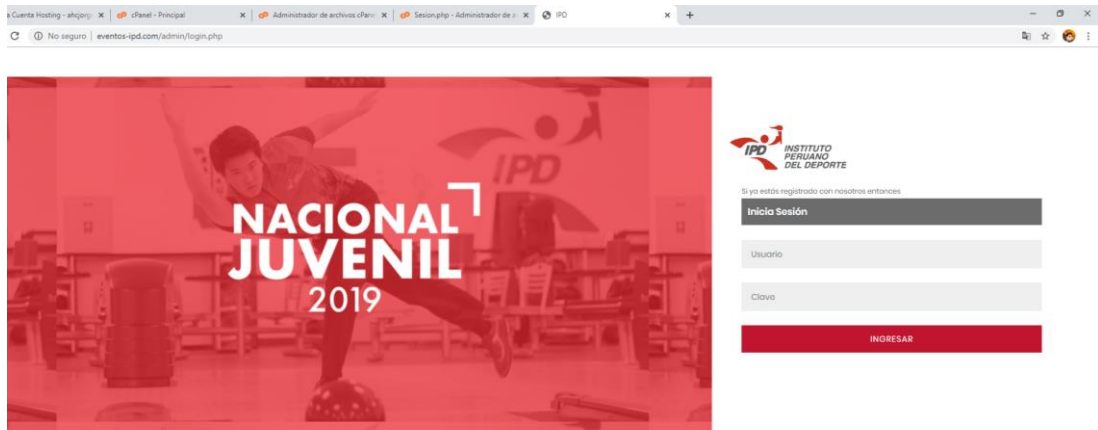 Cuenta Hosting - ahcjorg
cPanel - Principal
Administrador de archivos cPane
Sesion.php - Administrador de a
IPD
No seguro
eventos-ipd.com/admin/login.php
IPD
NACIONAL
JUVENIL
2019
IPD
INSTITUTO
PERUANO
DEL DEPORTE
Si ya estás registrado con nosotros entonces
Inicia Sesión
Usuario
Clave
INGRESAR